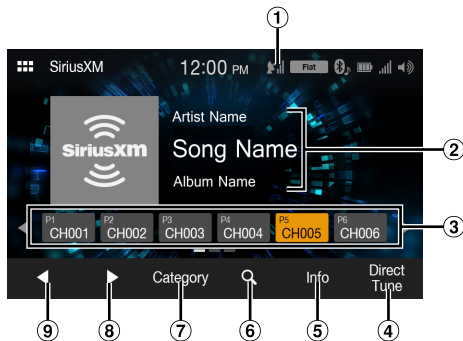 1
SiriusXM 12:00 PM Flat
Artist Name
SiriusXM
Song Name
Album Name
2
P1 P2 P3 P4 P5 P6
CH001 CH002 CH003 CH004 CH005 CH006
3
Category Info Direct Tune
9 8 7 6 5 4